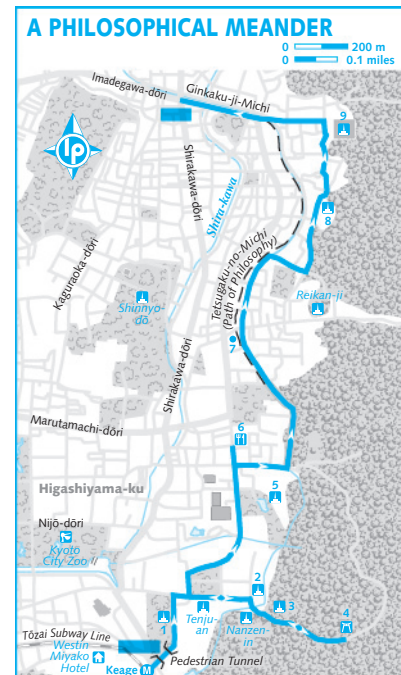 A PHILOSOPHICAL MEANDER
0 200 m
0 0.1 miles
Imadegawa-dōri
Ginkaku-ji-Michi
9
lp
Shirakawa-dōri
Shira-kawa
8
Kaguraoka-dōri
Tetsugaku-no-Michi
(Path of Philosophy)
Reikan-ji
Shinnyo-
dō
7
Shirakawa-dōri
Marutamachi-dōri
6
Higashiyama-ku
5
Nijō-dōri
Kyoto
City Zoo
2
1
Tenju-
an
3
Nanzen-
in
4
Tōzai Subway Line
Westin
Miyako
Hotel
Keage M
Pedestrian Tunnel